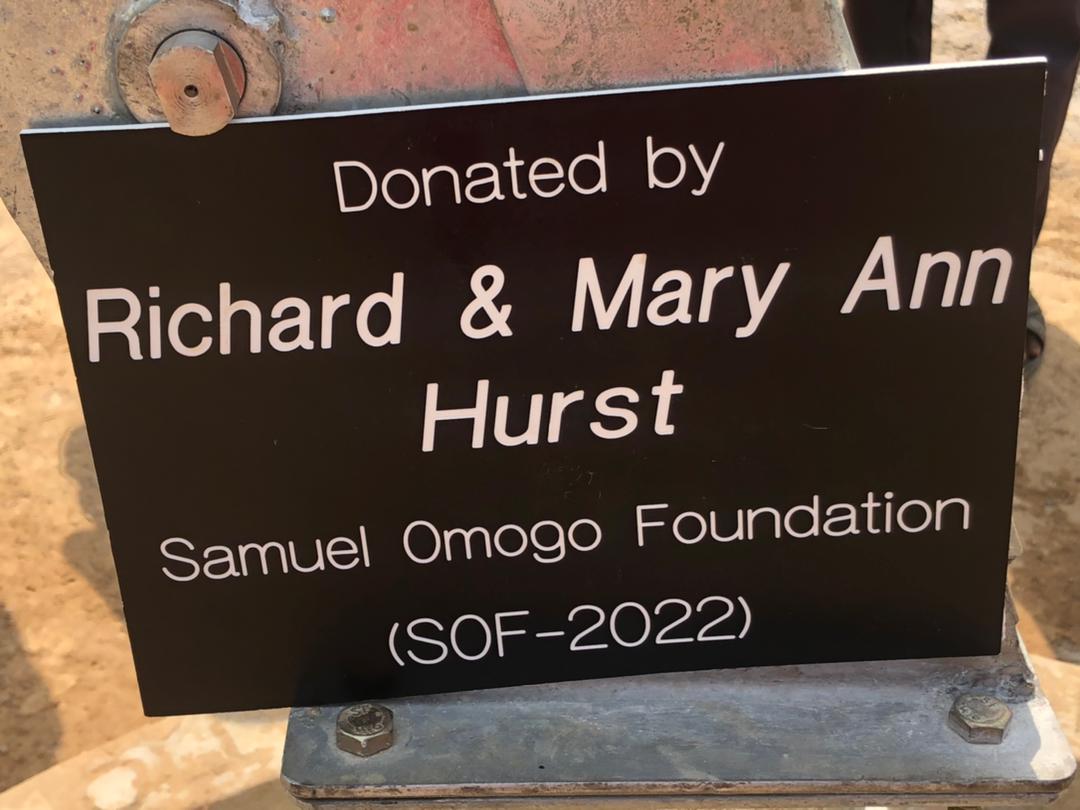 Donated by
Richard & Mary Ann
Hurst
Samuel Omogo Foundation
(SOF-2022)